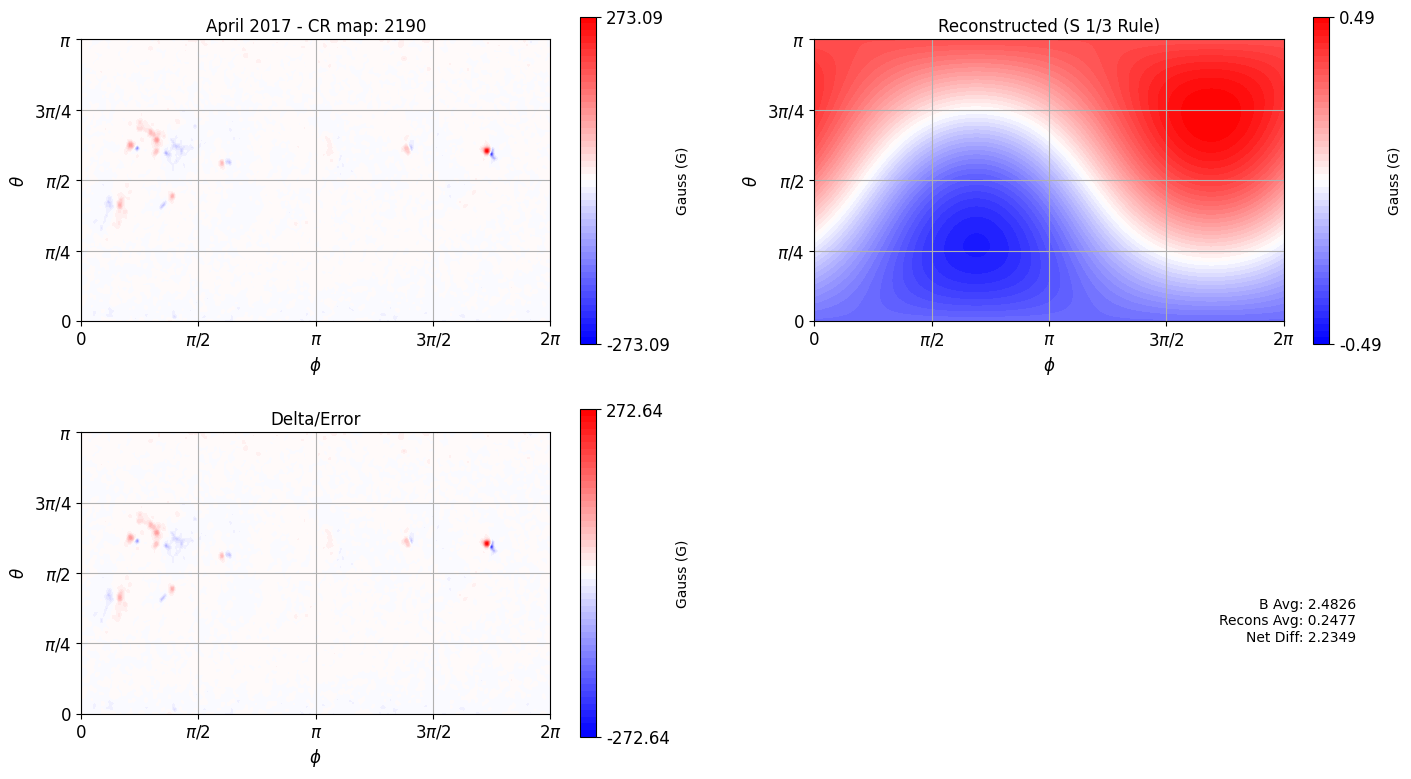 April 2017 - CR map: 2190
π
3π/4
π/2
π/4
0
θ
0
π/2
π
3π/2
2π
ϕ
273.09
-273.09
Gauss (G)
Reconstructed (S 1/3 Rule)
π
3π/4
π/2
π/4
0
θ
0
π/2
π
3π/2
2π
ϕ
0.49
-0.49
Gauss (G)
Delta/Error
π
3π/4
π/2
π/4
0
θ
0
π/2
π
3π/2
2π
ϕ
272.64
-272.64
Gauss (G)
B Avg: 2.4826
Recons Avg: 0.2477
Net Diff: 2.2349